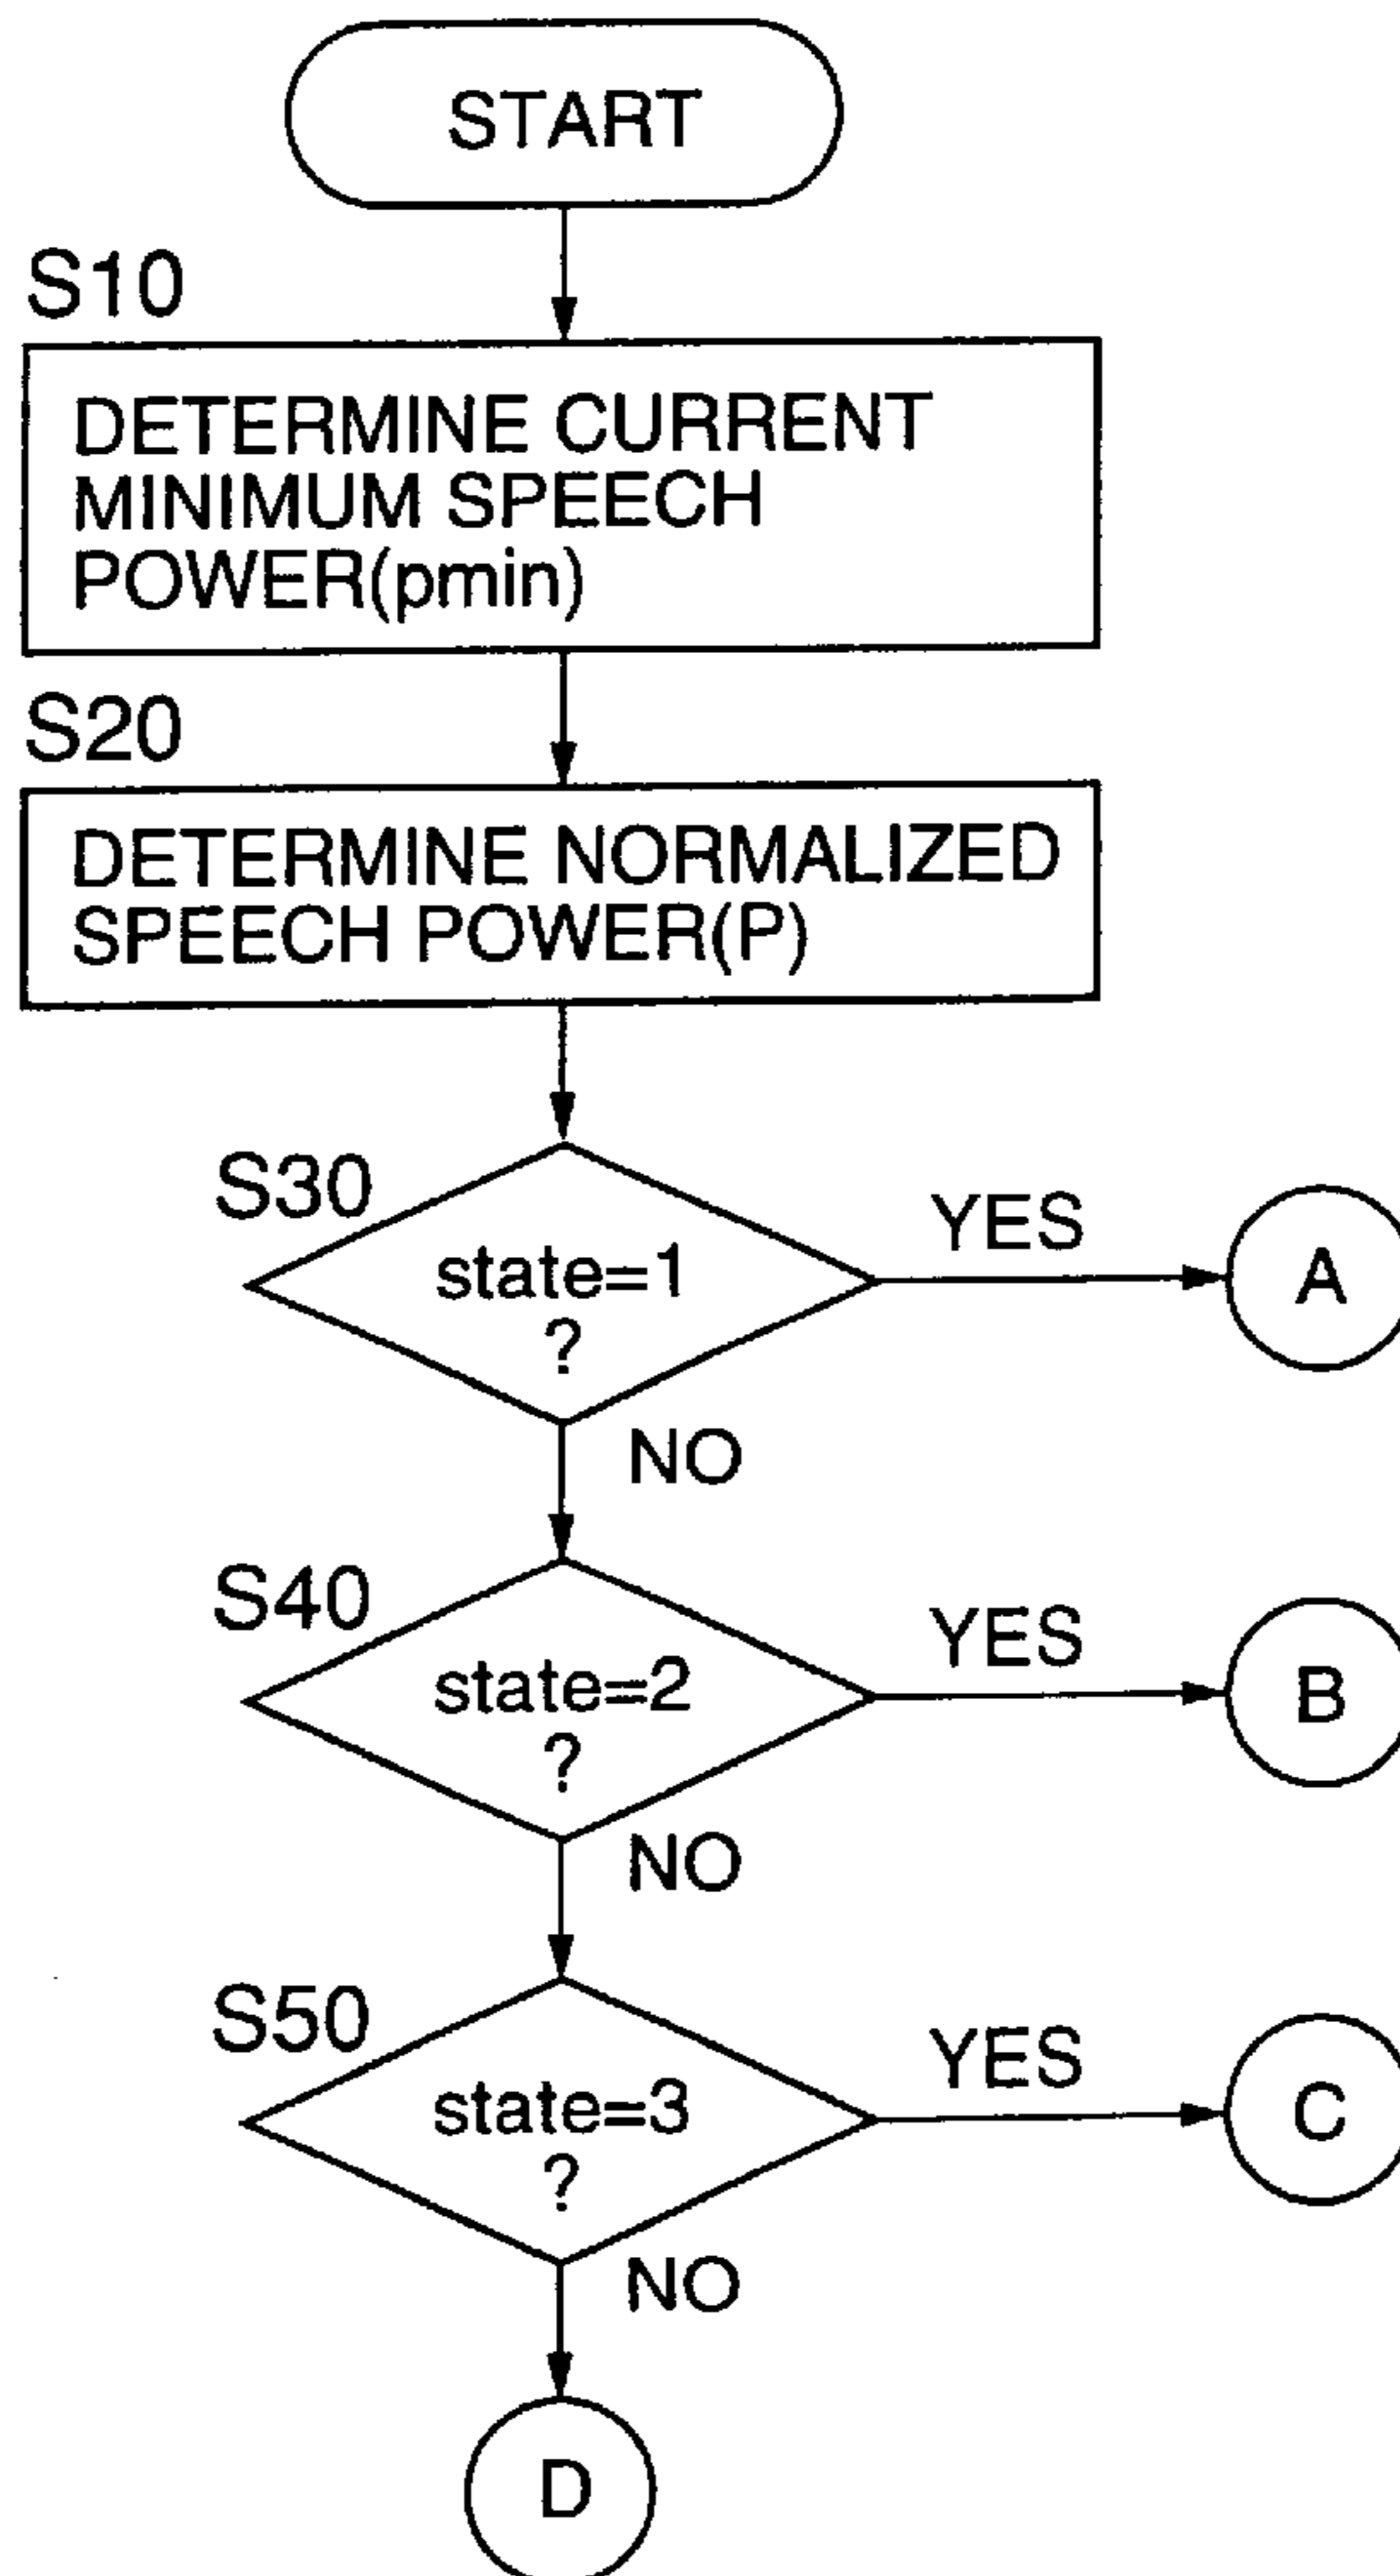 START
S10
DETERMINE CURRENT
MINIMUM SPEECH
POWER(pmin)
S20
DETERMINE NORMALIZED
SPEECH POWER(P)
S30
state=1
?
YES
A
NO
S40
state=2
?
YES
B
NO
S50
state=3
?
YES
C
NO
D